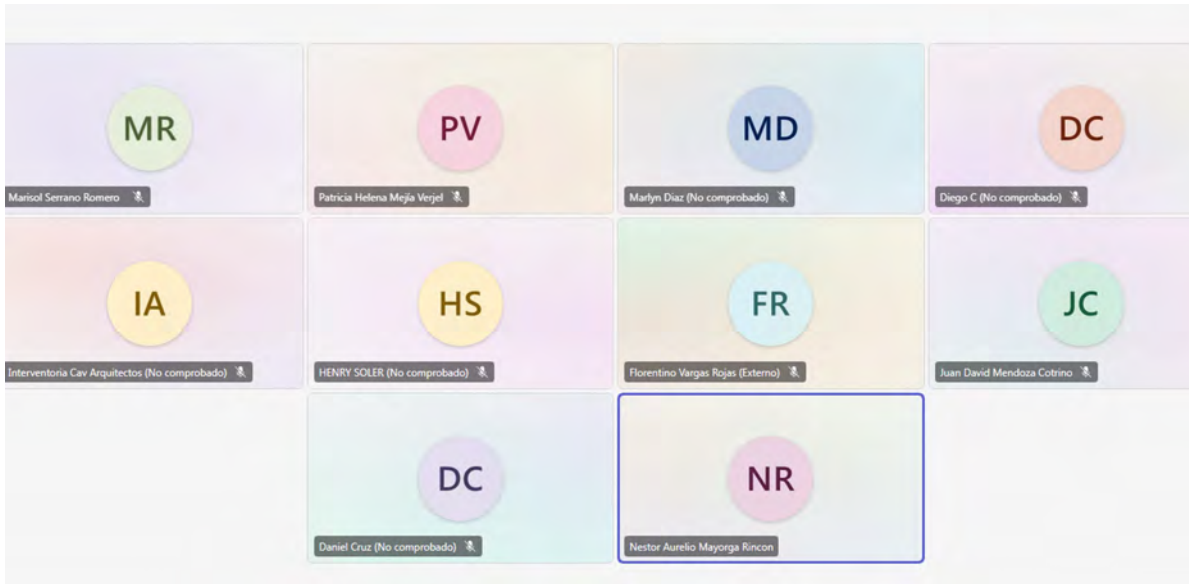 MR
Marisol Serrano Romero
PV
Patricia Helena Mejía Verjel
MD
Marlyn Diaz (No comprobado)
DC
Diego C (No comprobado)
IA
Interventoria Cav Arquitectos (No comprobado)
HS
HENRY SOLER (No comprobado)
FR
Florentino Vargas Rojas (Externo)
JC
Juan David Mendoza Cotrino
DC
Daniel Cruz (No comprobado)
NR
Nestor Aurelio Mayorga Rincon